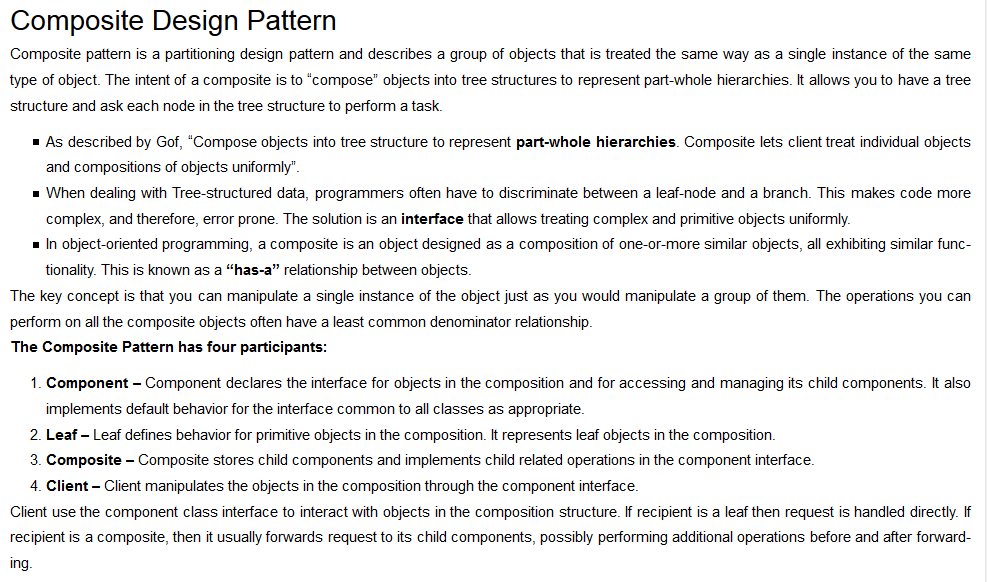 Composite Design Pattern
Composite pattern is a partitioning design pattern and describes a group of objects that is treated the same way as a single instance of the same
type of object. The intent of a composite is to “compose” objects into tree structures to represent part-whole hierarchies. It allows you to have a tree
structure and ask each node in the tree structure to perform a task.
▪ As described by Gof, “Compose objects into tree structure to represent part-whole hierarchies. Composite lets client treat individual objects
and compositions of objects uniformly”.
▪ When dealing with Tree-structured data, programmers often have to discriminate between a leaf-node and a branch. This makes code more
complex, and therefore, error prone. The solution is an interface that allows treating complex and primitive objects uniformly.
▪ In object-oriented programming, a composite is an object designed as a composition of one-or-more similar objects, all exhibiting similar func-
tionality. This is known as a “has-a” relationship between objects.
The key concept is that you can manipulate a single instance of the object just as you would manipulate a group of them. The operations you can
perform on all the composite objects often have a least common denominator relationship.
The Composite Pattern has four participants:
1. Component – Component declares the interface for objects in the composition and for accessing and managing its child components. It also
implements default behavior for the interface common to all classes as appropriate.
2. Leaf – Leaf defines behavior for primitive objects in the composition. It represents leaf objects in the composition.
3. Composite – Composite stores child components and implements child related operations in the component interface.
4. Client – Client manipulates the objects in the composition through the component interface.
Client use the component class interface to interact with objects in the composition structure. If recipient is a leaf then request is handled directly. If
recipient is a composite, then it usually forwards request to its child components, possibly performing additional operations before and after forward-
ing.